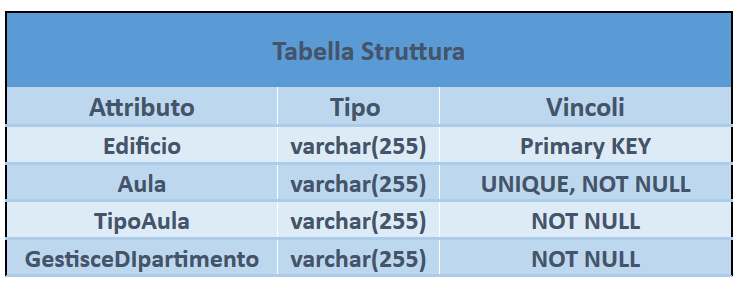 Tabella Struttura
Attributo Tipo Vincoli
Edificio varchar(255) Primary KEY
Aula varchar(255) UNIQUE, NOT NULL
TipoAula varchar(255) NOT NULL
GestisceDIpartimento varchar(255) NOT NULL